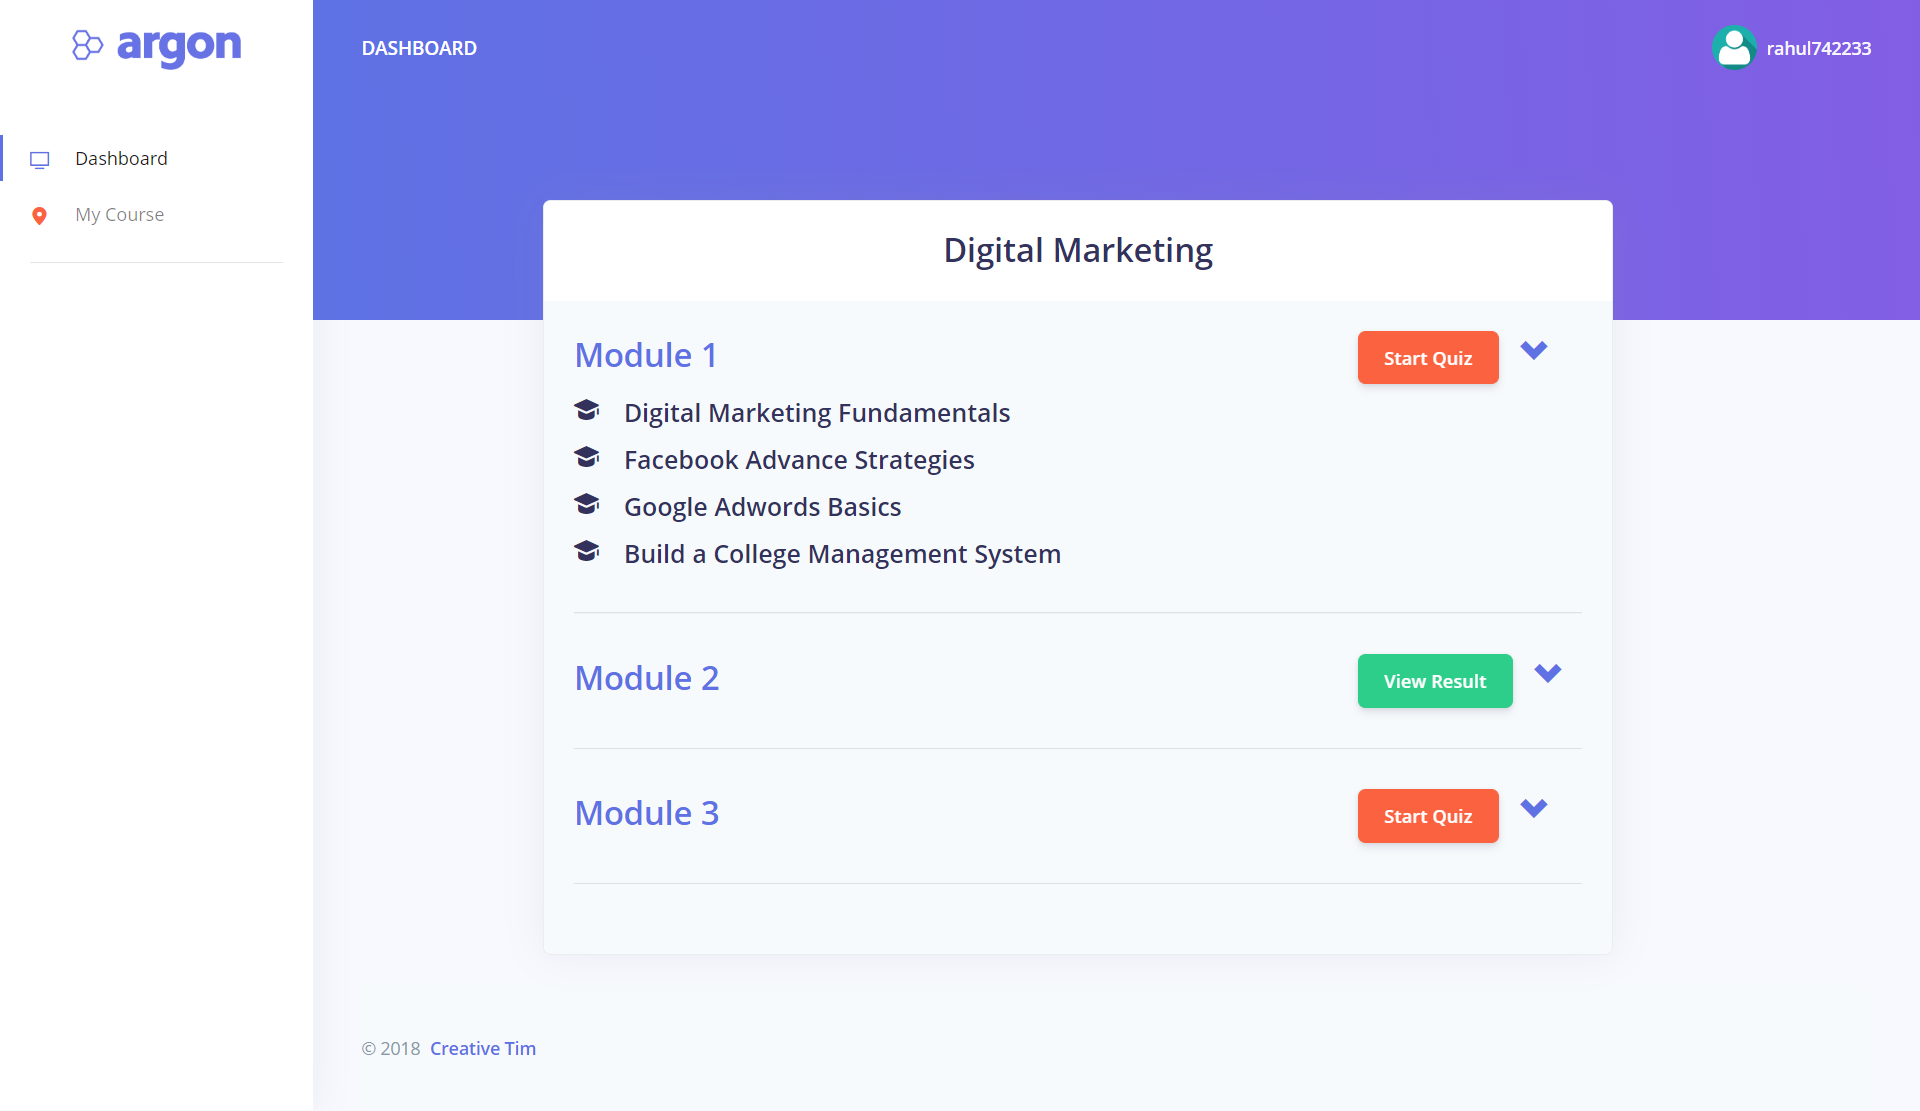 argon
Dashboard
My Course
DASHBOARD
rahul742233
Digital Marketing
Module 1
Start Quiz
Digital Marketing Fundamentals
Facebook Advance Strategies
Google Adwords Basics
Build a College Management System
Module 2
View Result
Module 3
Start Quiz
© 2018 Creative Tim